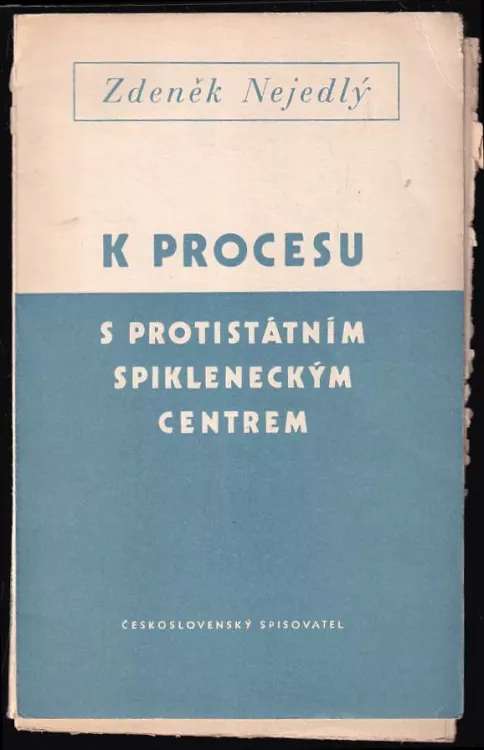 Zdeněk Nejedlý
K PROCESU
S PROTISTÁTNÍM
SPIKLENECKÝM
CENTREM
ČESKOSLOVENSKÝ SPISOVATEL